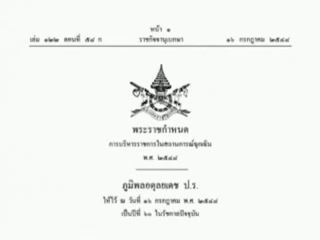 หน้า ๑
เล่ม ๑๒๒ ตอนที่ ๕๘ ก ราชกิจจานุเบกษา ๑๖ กรกฎาคม ๒๕๔๘
พระราชกำหนด
การบริหารราชการในสถานการณ์ฉุกเฉิน
พ.ศ. ๒๕๔๘
ภูมิพลอดุลยเดช ป.ร.
ให้ไว้ ณ วันที่ ๑๖ กรกฎาคม พ.ศ. ๒๕๔๘
เป็นปีที่ ๖๐ ในรัชกาลปัจจุบัน